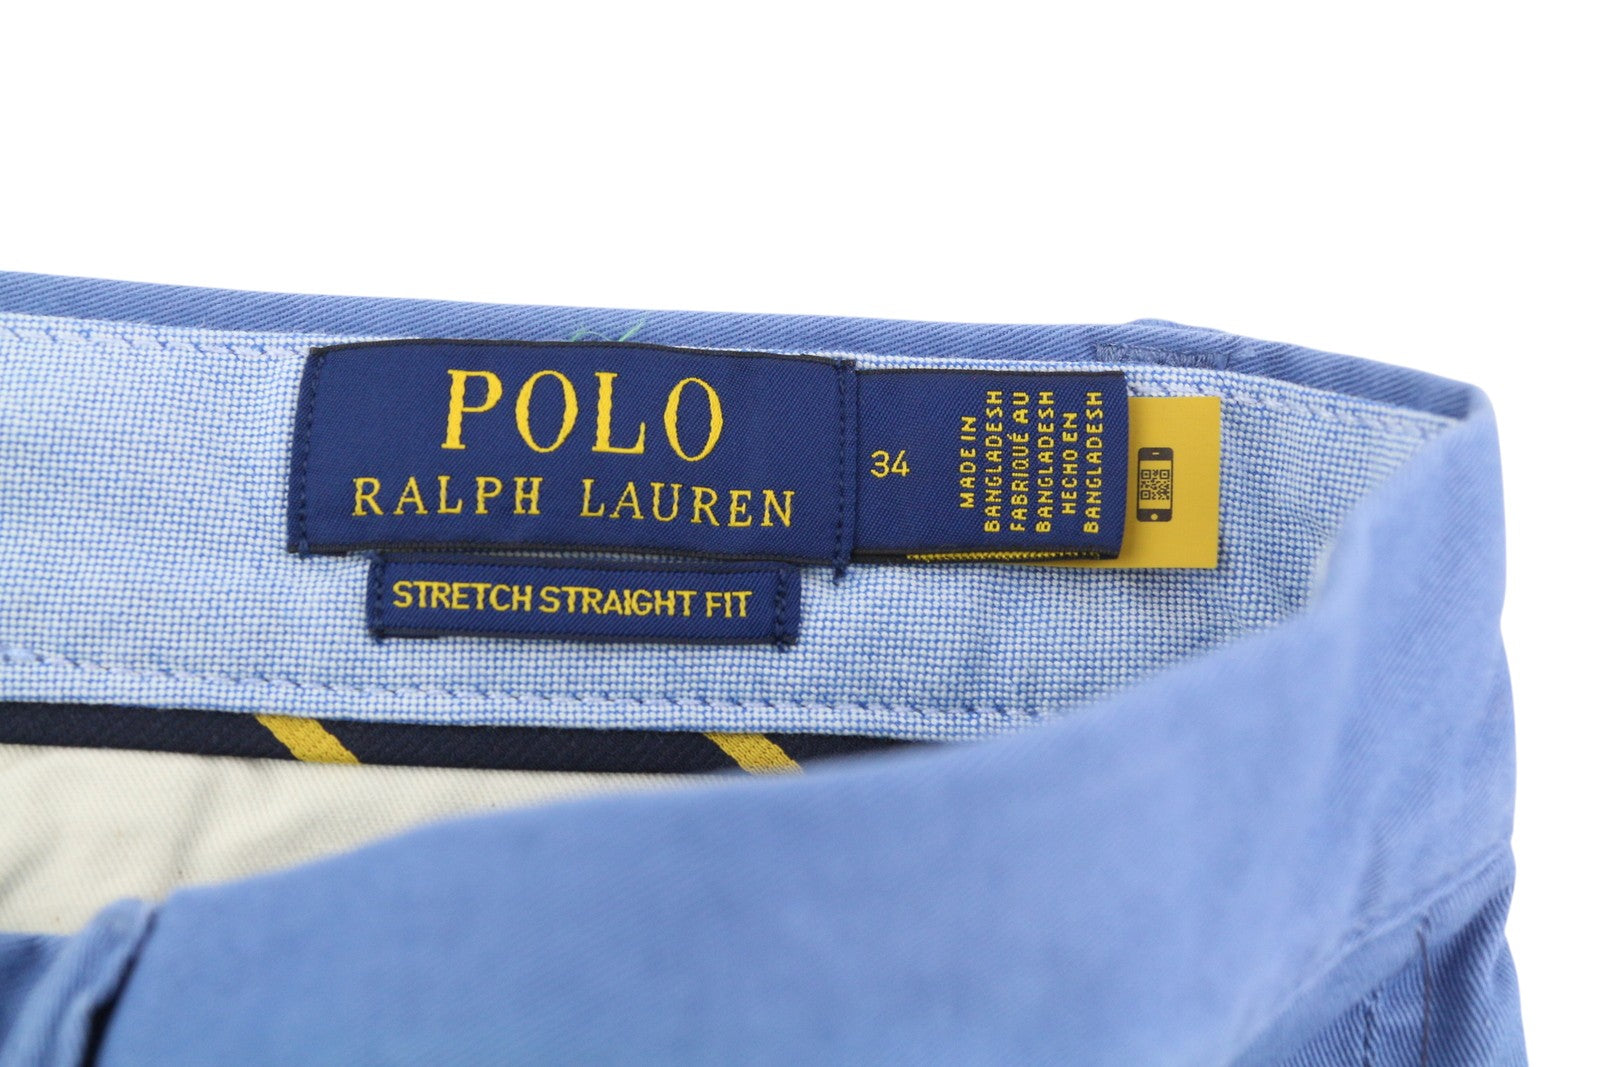 POLO
RALPH LAUREN
STRETCH STRAIGHT FIT
34
MADE IN
BANGLADESH
FABRIQUÉ AU
BANGLADESH
HECHO EN
BANGLADESH